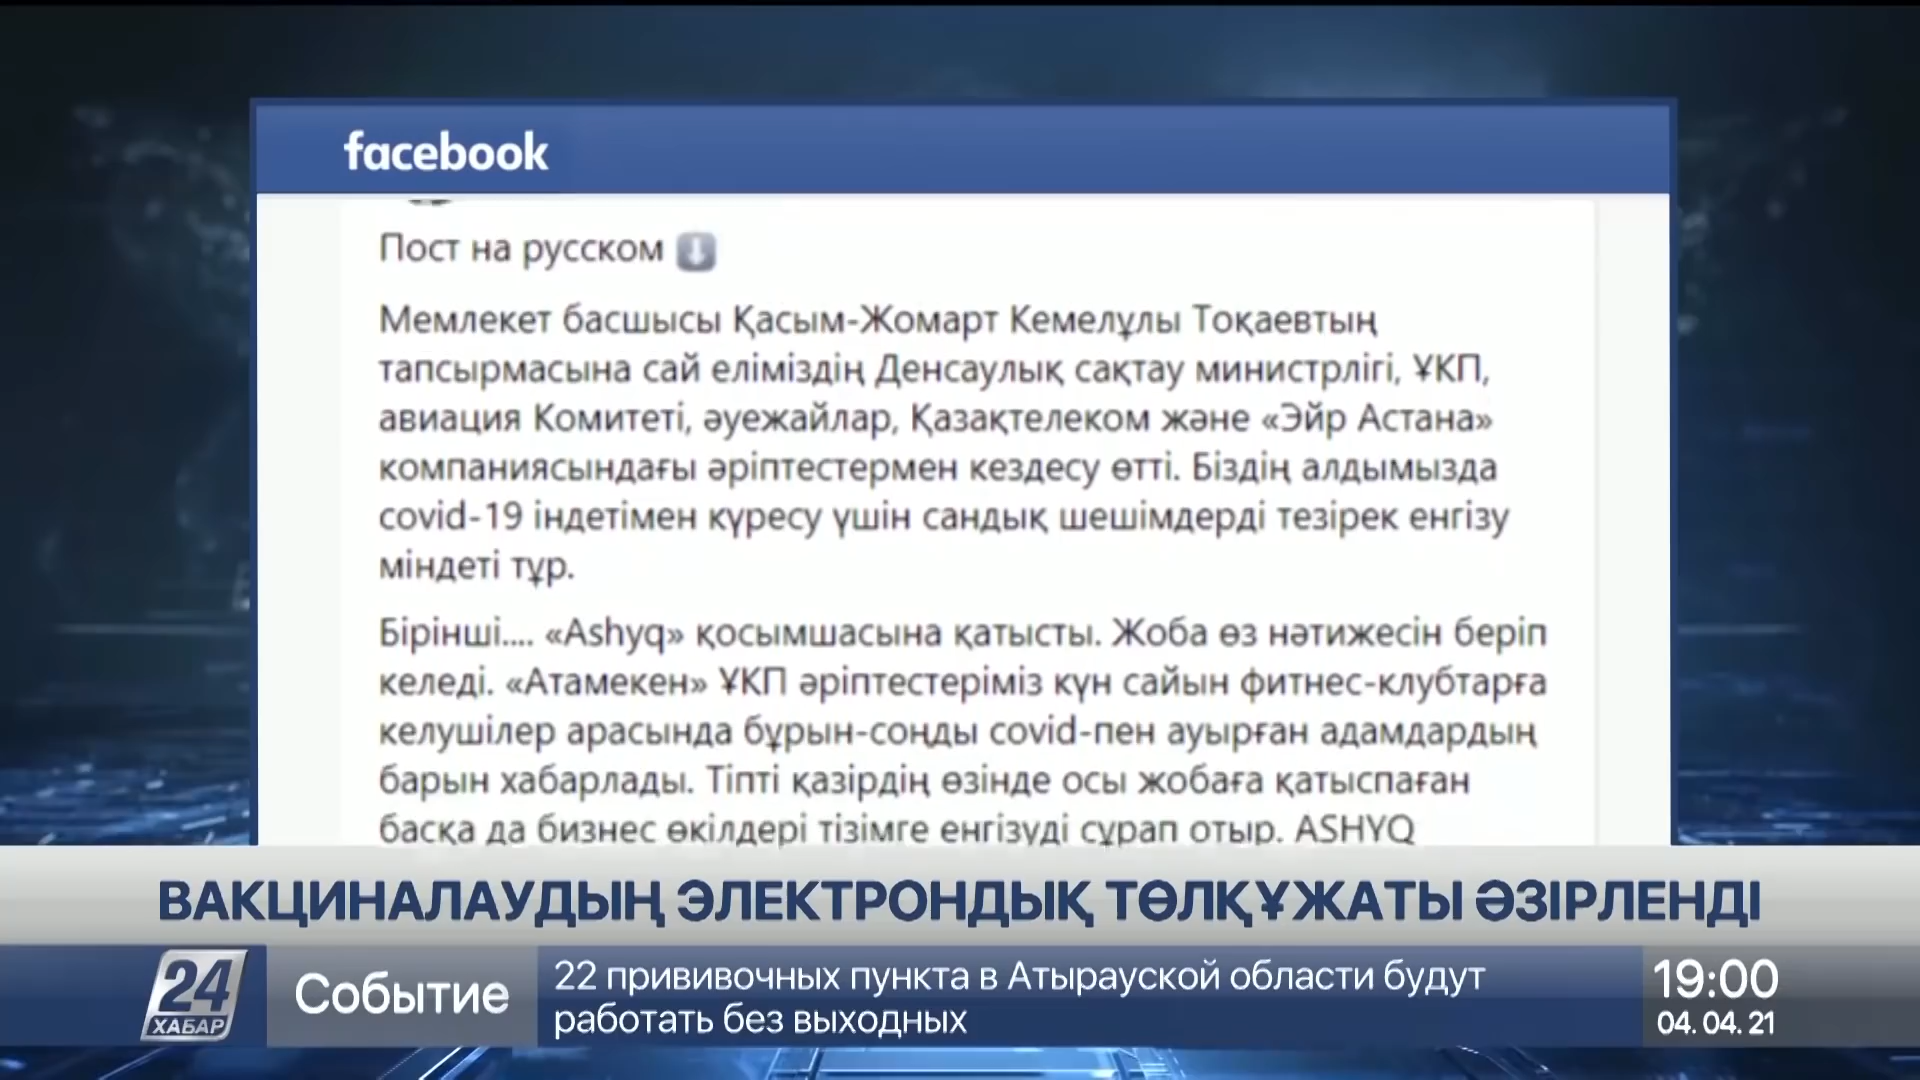 facebook
Пост на русском
Мемлекет басшысы Қасым-Жомарт Кемелұлы Тоқаевтың
тапсырмасына сай еліміздің Денсаулық сақтау министрлігі, ҰКП,
авиация Комитеті, әуежайлар, Қазақтелеком және «Эйр Астана»
компаниясындағы әріптестермен кездесу өтті. Біздің алдымызда
covid-19 індетімен күресу үшін сандық шешімдерді тезірек енгізу
міндеті тұр.
Бірінші.... «Ashyq» қосымшасына қатысты. Жоба өз нәтижесін беріп
келеді. «Атамекен» ҰКП әріптестеріміз күн сайын фитнес-клубтарға
келушілер арасында бұрын-соңды covid-пен ауырған адамдардың
барын хабарлады. Тіпті қазірдің өзінде осы жобаға қатыспаған
басқа да бизнес өкілдері тізімге енгізуді сұрап отыр. ASHYQ
ВАКЦИНАЛАУДЫҢ ЭЛЕКТРОНДЫҚ ТӨЛҚҰЖАТЫ ӘЗІРЛЕНДІ
24 ХАБАР
Событие
22 прививочных пункта в Атырауской области будут
работать без выходных
19:00
04. 04. 21